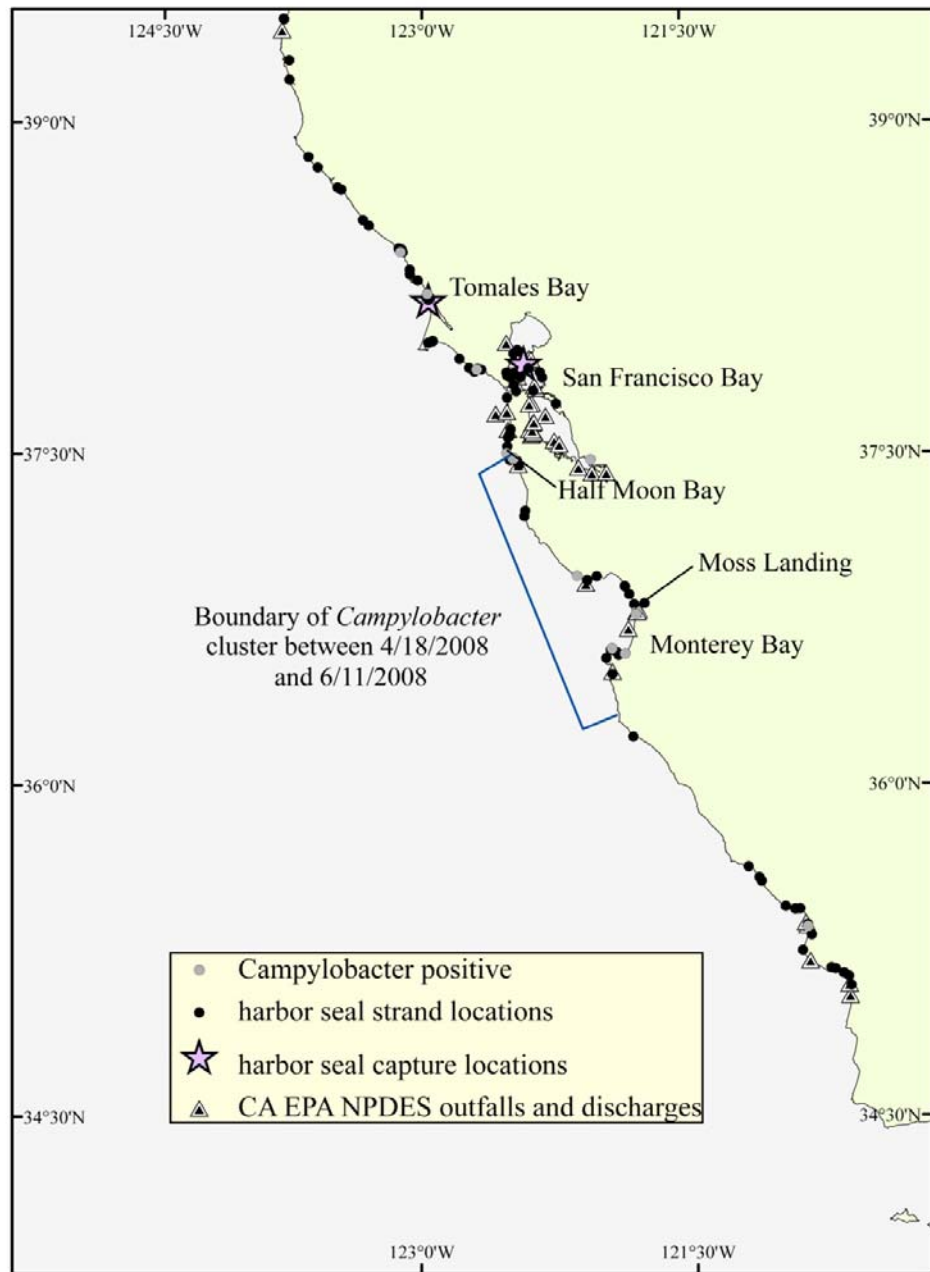 124°30'W 123°0'W 121°30'W
39°0'N 39°0'N
Tomales Bay
San Francisco Bay
37°30'N 37°30'N
Half Moon Bay
Moss Landing
Boundary of Campylobacter
cluster between 4/18/2008
and 6/11/2008
Monterey Bay
36°0'N 36°0'N
Campylobacter positive
harbor seal strand locations
harbor seal capture locations
CA EPA NPDES outfalls and discharges
34°30'N 34°30'N
123°0'W 121°30'W